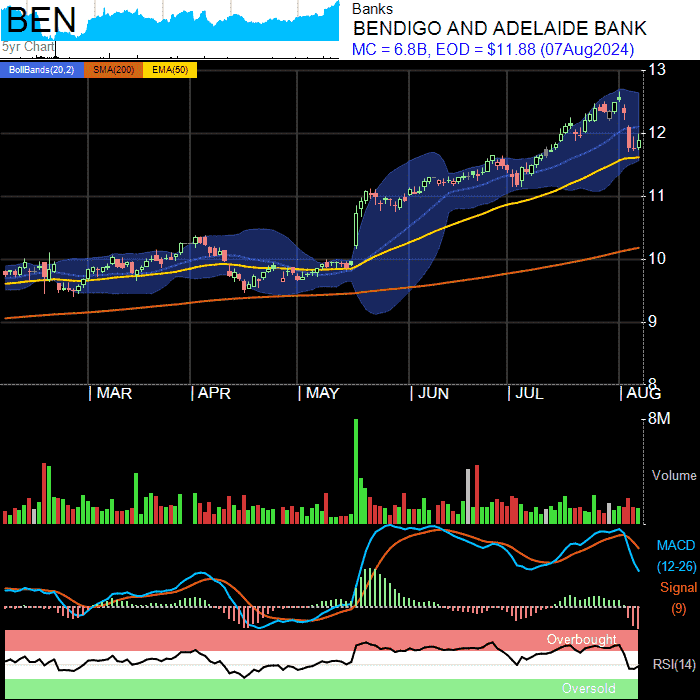 BEN
5yr Chart
Banks
BENDIGO AND ADELAIDE BANK
MC = 6.8B, EOD = $11.88 (07Aug2024)
BollBands(20,2) SMA(200) EMA(50)
13
12
11
10
9
8
MAR APR MAY JUN JUL AUG
8M
Volume
MACD
(12-26)
Signal
(9)
Overbought
RSI(14)
Oversold